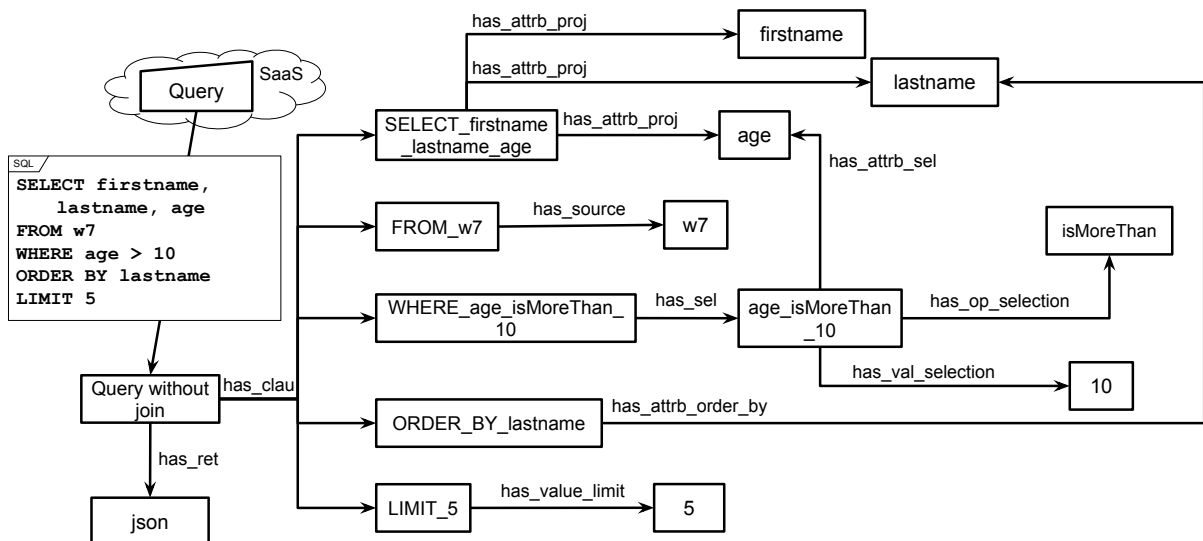 has_attrb_proj
firstname
SaaS
Query
has_attrb_proj
lastname
SELECT_firstname
_lastname_age
has_attrb_proj
age
has_attrb_sel
SQL
SELECT firstname,
lastname, age
FROM w7
WHERE age > 10
ORDER BY lastname
LIMIT 5
FROM_w7
has_source
w7
isMoreThan
WHERE_age_isMoreThan_
10
has_sel
age_isMoreThan
_10
has_op_selection
has_val_selection
10
Query without
join
has_clau
ORDER_BY_lastname
has_attrb_order_by
has_ret
json
LIMIT_5
has_value_limit
5